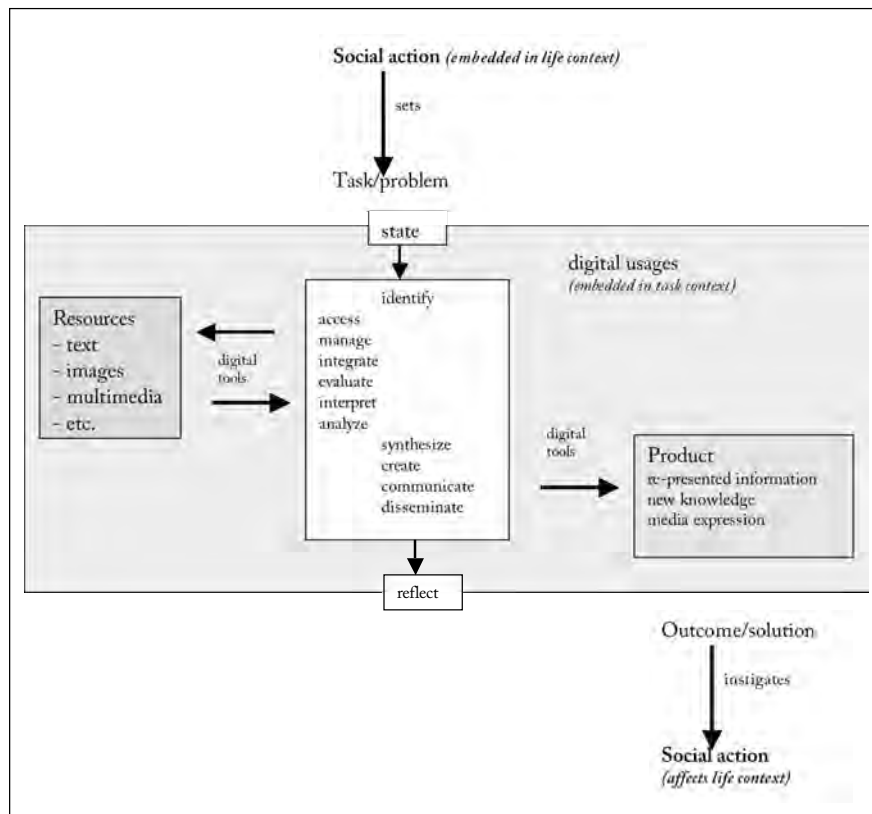 Social action (embedded in life context)
sets
Task/problem
state
digital usages
(embedded in task context)
identify
access
manage
integrate
evaluate
interpret
analyze
synthesize
create
communicate
disseminate
Resources
- text
- images
- multimedia
- etc.
digital
tools
digital
tools
Product
re-presented information
new knowledge
media expression
reflect
Outcome/solution
instigates
Social action
(affects life context)